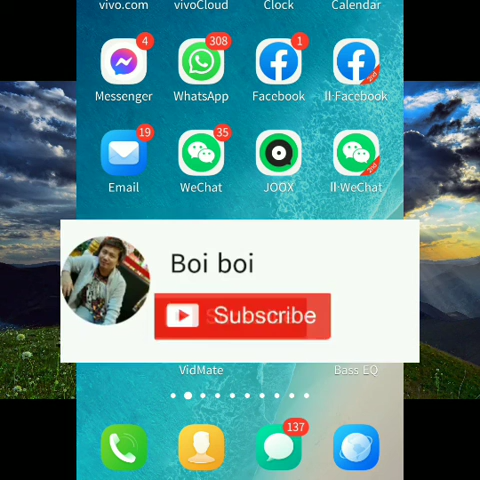 vivo.com vivoCloud Clock Calendar
4 308 1
Messenger WhatsApp Facebook II·Facebook
19 35
Email WeChat JOOX II·WeChat
Boi boi
Subscribe
VidMate Bass EQ
137